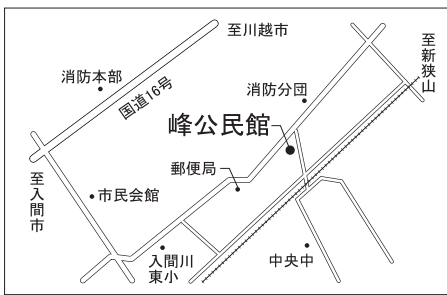 至川越市
至新狭山
消防本部
国道16号
消防分団
峰公民館
郵便局
至入間市
市民会館
入間川
東小
中央中